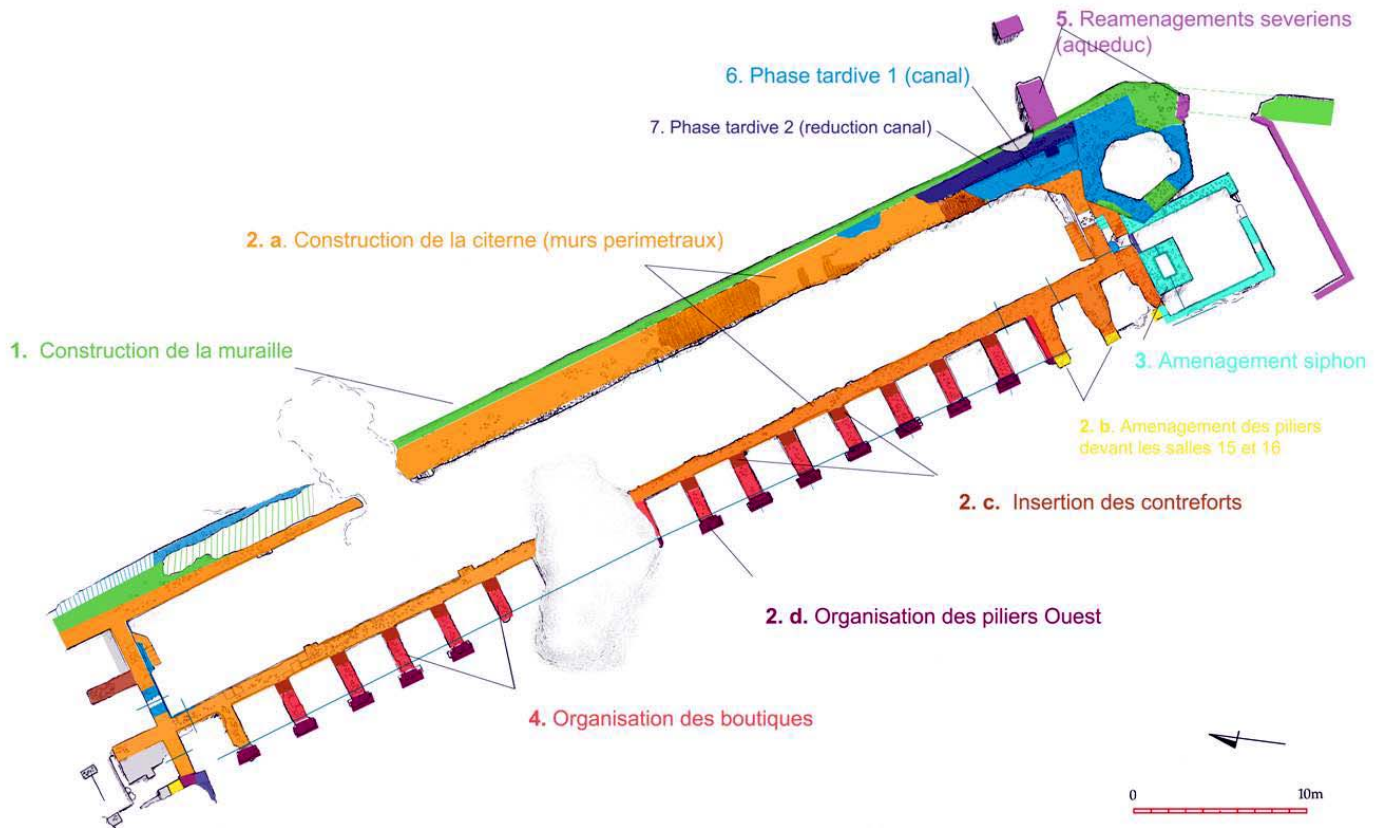 5. Reamenagements severiens
(aqueduc)
6. Phase tardive 1 (canal)
7. Phase tardive 2 (reduction canal)
2. a. Construction de la citerne (murs perimetraux)
1. Construction de la muraille
3. Amenagement siphon
2. b. Amenagement des piliers
devant les salles 15 et 16
2. c. Insertion des contreforts
2. d. Organisation des piliers Ouest
4. Organisation des boutiques
0 10m